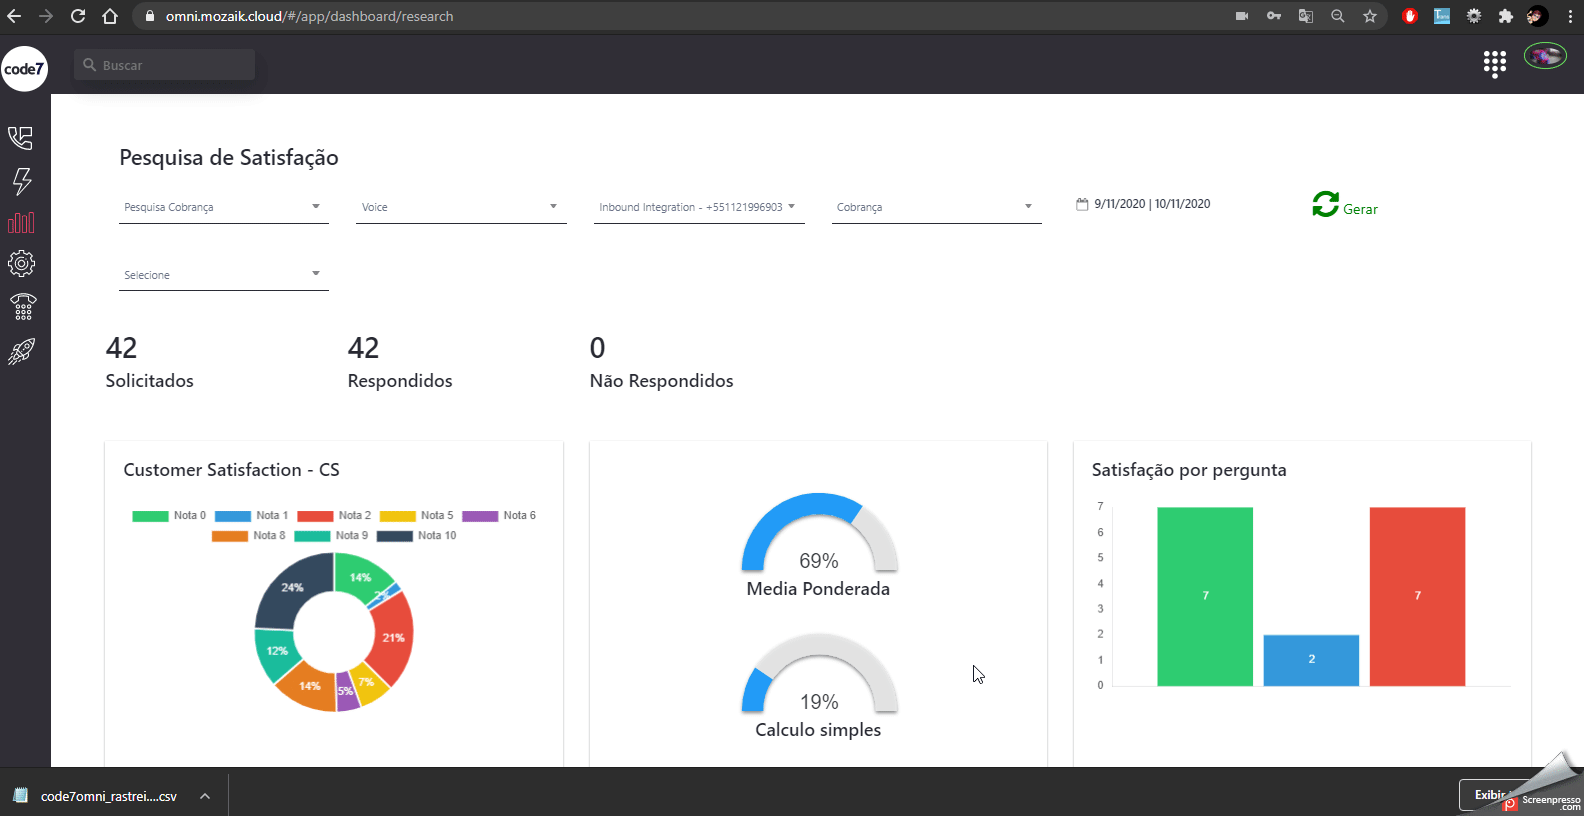 omni.mozaik.cloud/#/app/dashboard/research
code7
Buscar
Pesquisa de Satisfação
Pesquisa Cobrança
Voice
Inbound Integration - +551121996903
Cobrança
9/11/2020 | 10/11/2020
Gerar
Selecione
42
42
0
Solicitados
Respondidos
Não Respondidos
Customer Satisfaction - CS
Nota 0 Nota 1 Nota 2 Nota 5 Nota 6
Nota 8 Nota 9 Nota 10
14%
2%
21%
7%
5%
14%
12%
24%
69%
Media Ponderada
19%
Calculo simples
Satisfação por pergunta
7
6
5
4
3
2
1
0
7
2
7
code7omni_rastrei....csv
Exibir
Screenpresso
.com